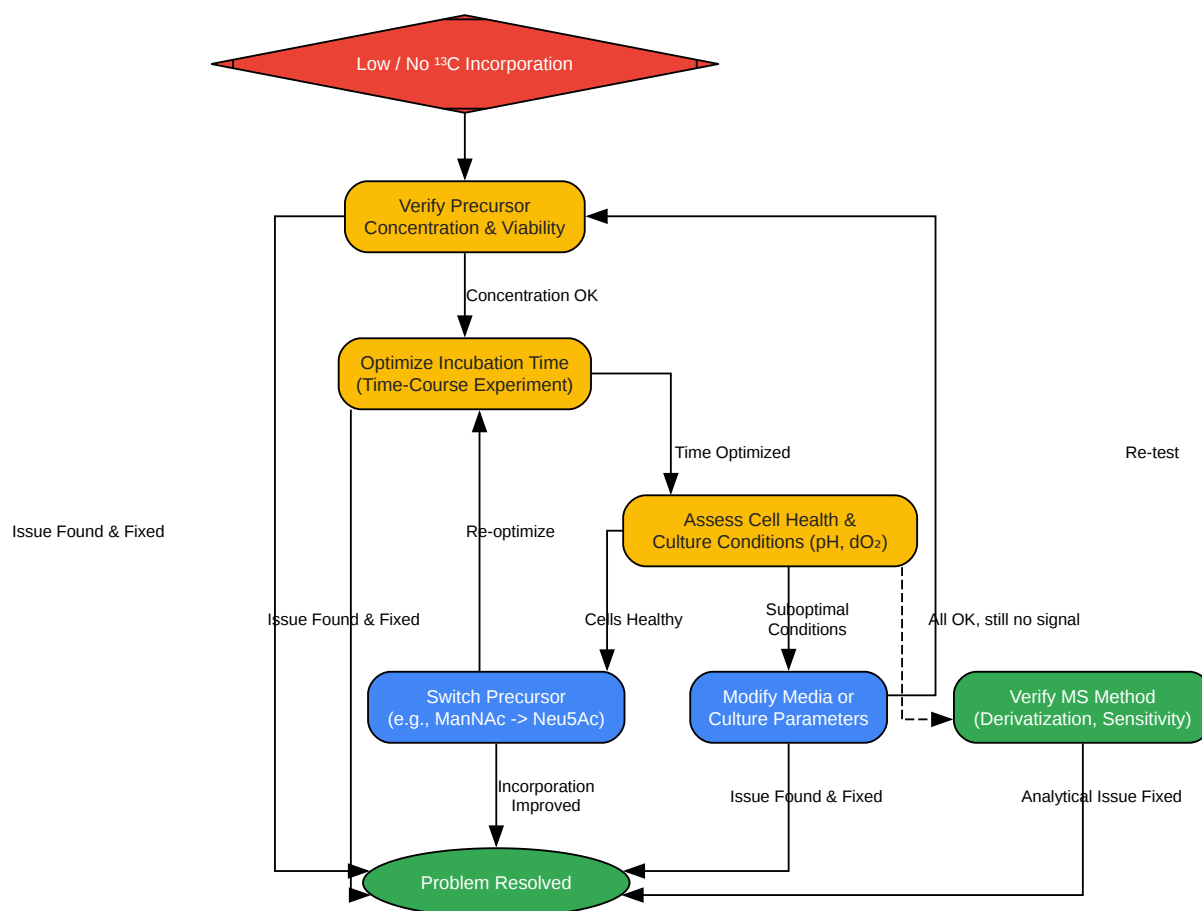 Low / No ¹³C Incorporation
Verify Precursor
Concentration & Viability
Concentration OK
Optimize Incubation Time
(Time-Course Experiment)
Time Optimized
Re-test
Assess Cell Health &
Culture Conditions (pH, dO₂)
Issue Found & Fixed
Re-optimize
Issue Found & Fixed
Cells Healthy
Suboptimal
Conditions
All OK, still no signal
Switch Precursor
(e.g., ManNAc -> Neu5Ac)
Modify Media or
Culture Parameters
Verify MS Method
(Derivatization, Sensitivity)
Incorporation
Improved
Issue Found & Fixed
Analytical Issue Fixed
Problem Resolved